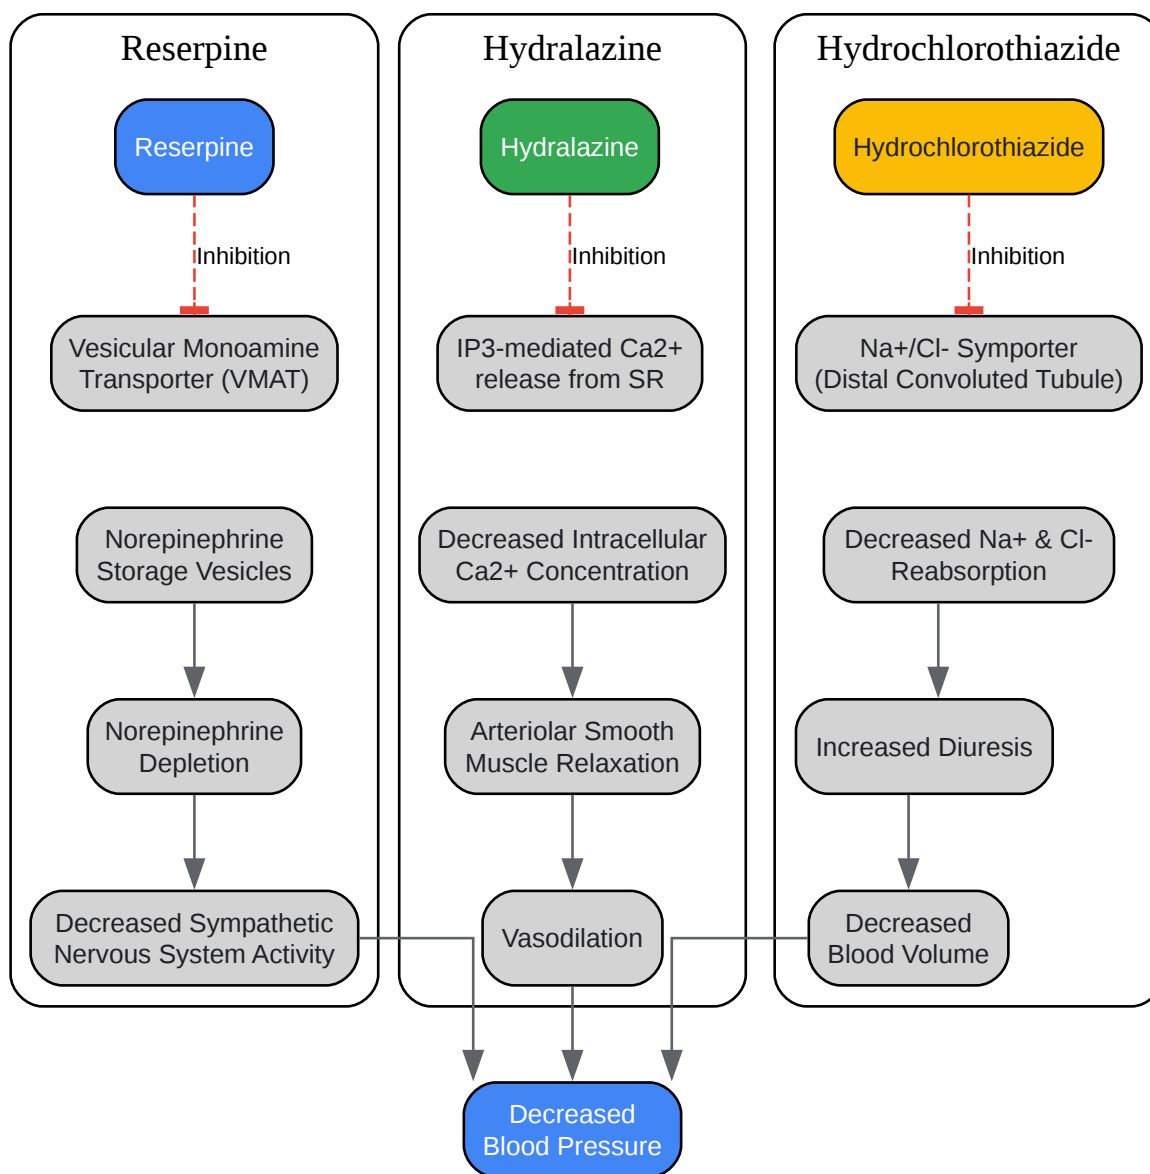 Reserpine
Reserpine
Inhibition
Vesicular Monoamine
Transporter (VMAT)
Norepinephrine
Storage Vesicles
Norepinephrine
Depletion
Decreased Sympathetic
Nervous System Activity
Hydralazine
Hydralazine
Inhibition
IP3-mediated Ca2+
release from SR
Decreased Intracellular
Ca2+ Concentration
Arteriolar Smooth
Muscle Relaxation
Vasodilation
Hydrochlorothiazide
Hydrochlorothiazide
Inhibition
Na+/Cl- Symporter
(Distal Convoluted Tubule)
Decreased Na+ & Cl-
Reabsorption
Increased Diuresis
Decreased
Blood Volume
Decreased
Blood Pressure